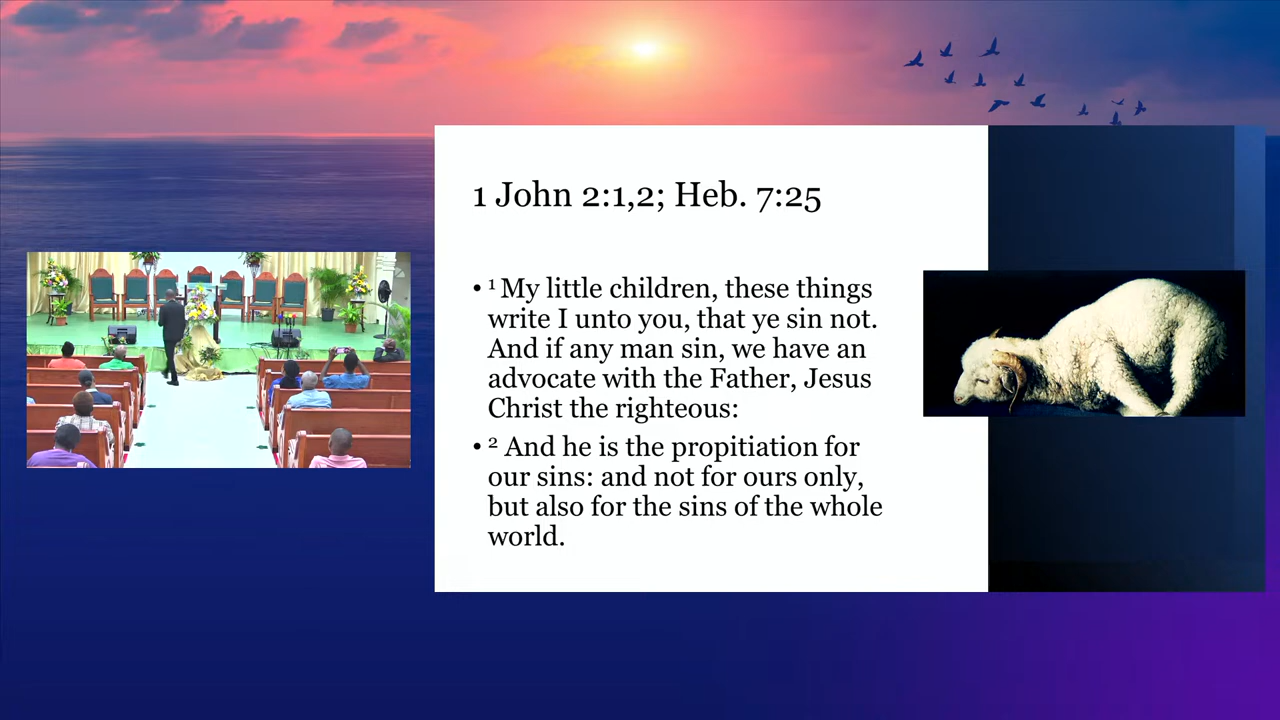 1 John 2:1,2; Heb. 7:25
• ¹ My little children, these things
write I unto you, that ye sin not.
And if any man sin, we have an
advocate with the Father, Jesus
Christ the righteous:
• ² And he is the propitiation for
our sins: and not for ours only,
but also for the sins of the whole
world.